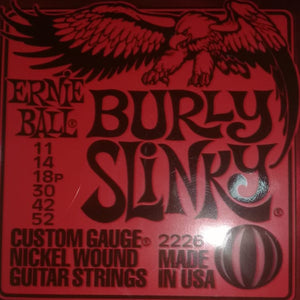 ERNIE
BALL®
BURLY
SLINKY®
11
14
18P
30
42
52
CUSTOM GAUGE®
NICKEL WOUND
GUITAR STRINGS
2226
MADE
IN USA